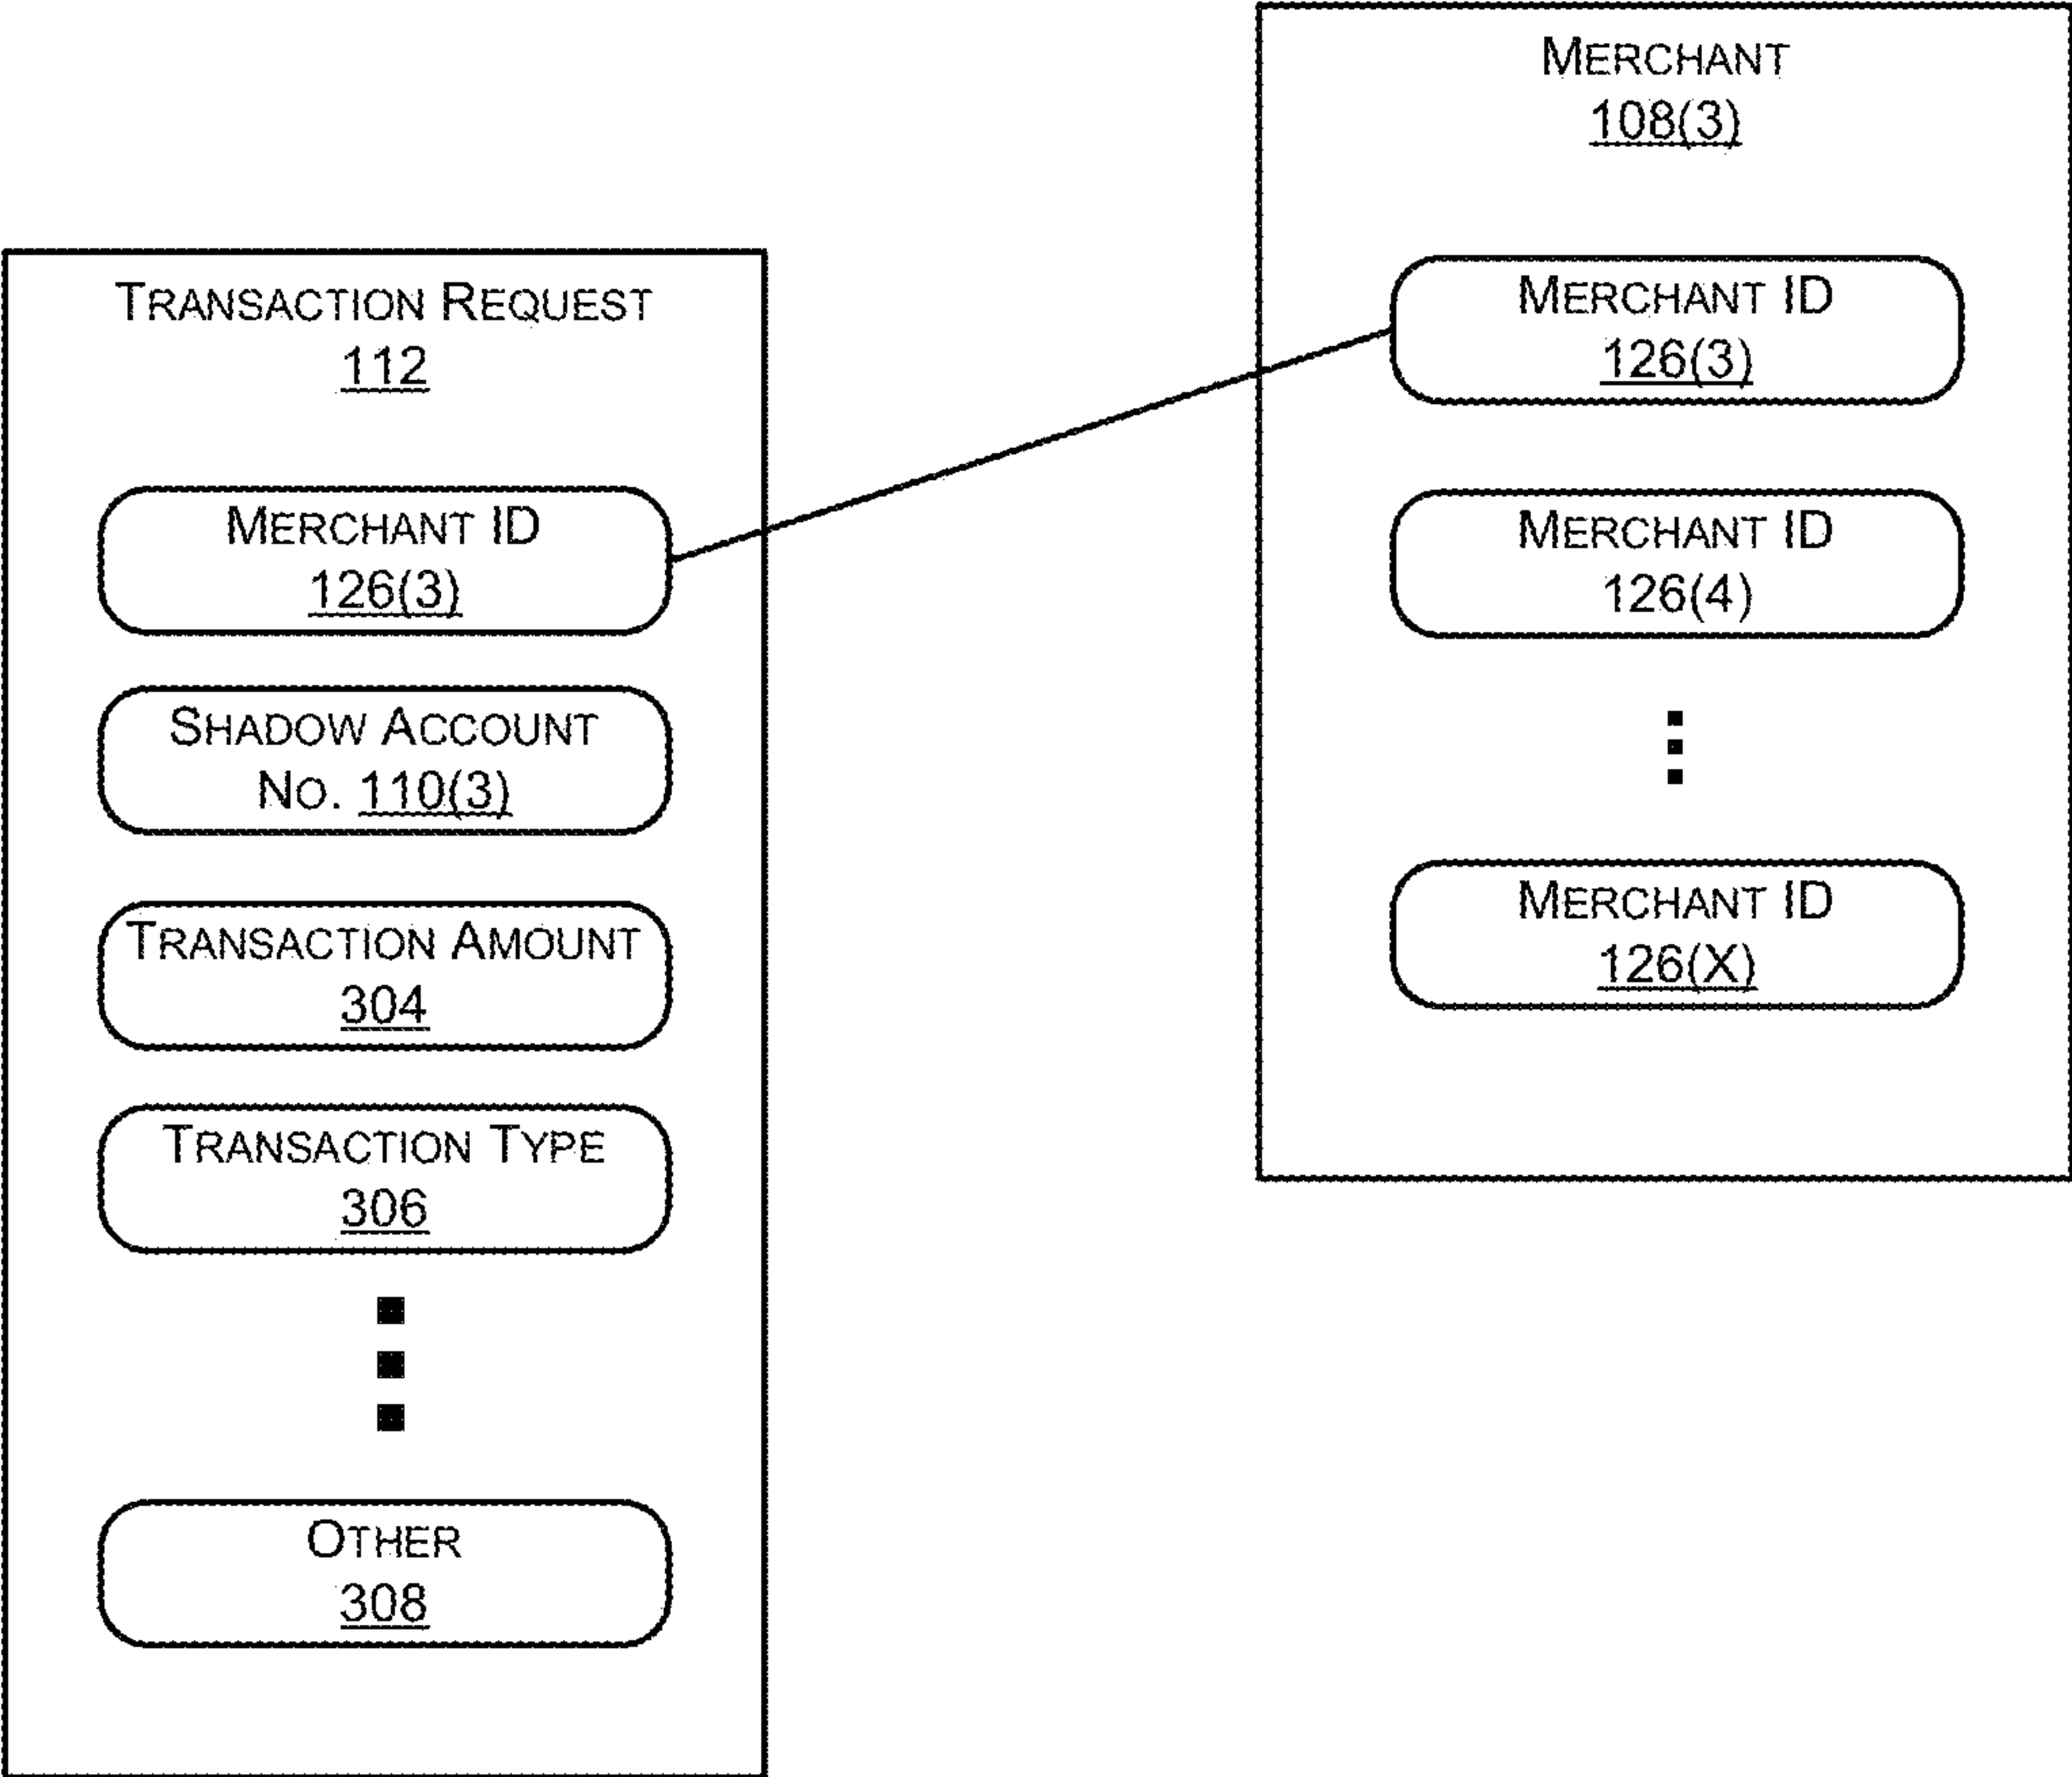 TRANSACTION REQUEST
112
MERCHANT ID
126(3)
SHADOW ACCOUNT
NO. 110(3)
TRANSACTION AMOUNT
304
TRANSACTION TYPE
306
OTHER
308
MERCHANT
108(3)
MERCHANT ID
126(3)
MERCHANT ID
126(4)
MERCHANT ID
126(X)